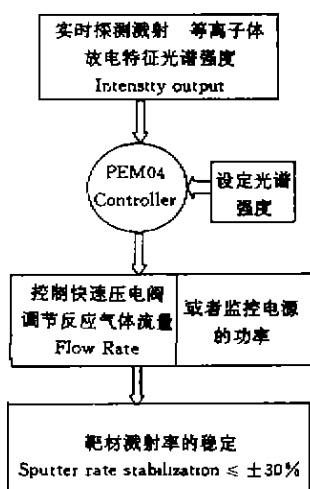 实时探测溅射 等离子体
放电特征光谱强度
Intensity output
PEM04
Controller
设定光谱
强度
控制快速压电阀
调节反应气体流量
Flow Rate
或者监控电源
的功率
靶材溅射率的稳定
Sputter rate stabilization ≤ ±30%